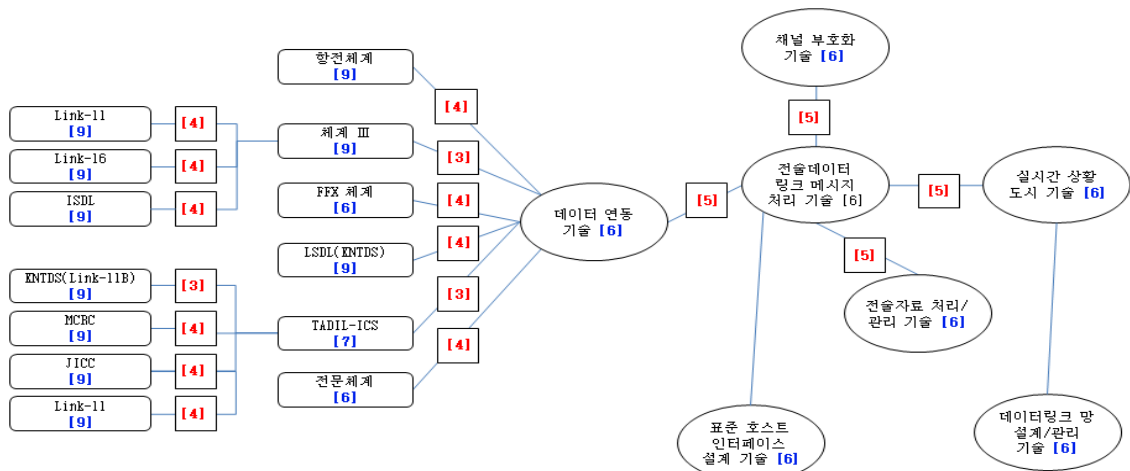 채널 부호화
기술 [6]
[5]
항전체계
[9]
[4]
Link-11
[9]
[4]
체계 Ⅲ
[9]
[3]
Link-16
[9]
[4]
ISDL
[9]
[4]
FFX 체계
[6]
[4]
LSDL(KNTDS)
[9]
[4]
데이터 연동
기술 [6]
[5]
전술데이터
링크 메시지
처리 기술 [6]
[5]
실시간 상황
도시 기술 [6]
[5]
전술자료 처리/
관리 기술 [6]
KNTDS(Link-11B)
[9]
[3]
MCRC
[9]
[4]
JICC
[9]
[4]
Link-11
[9]
[4]
TADIL-ICS
[7]
[3]
전문체계
[6]
[4]
표준 호스트
인터페이스
설계 기술 [6]
데이터링크 망
설계/관리
기술 [6]